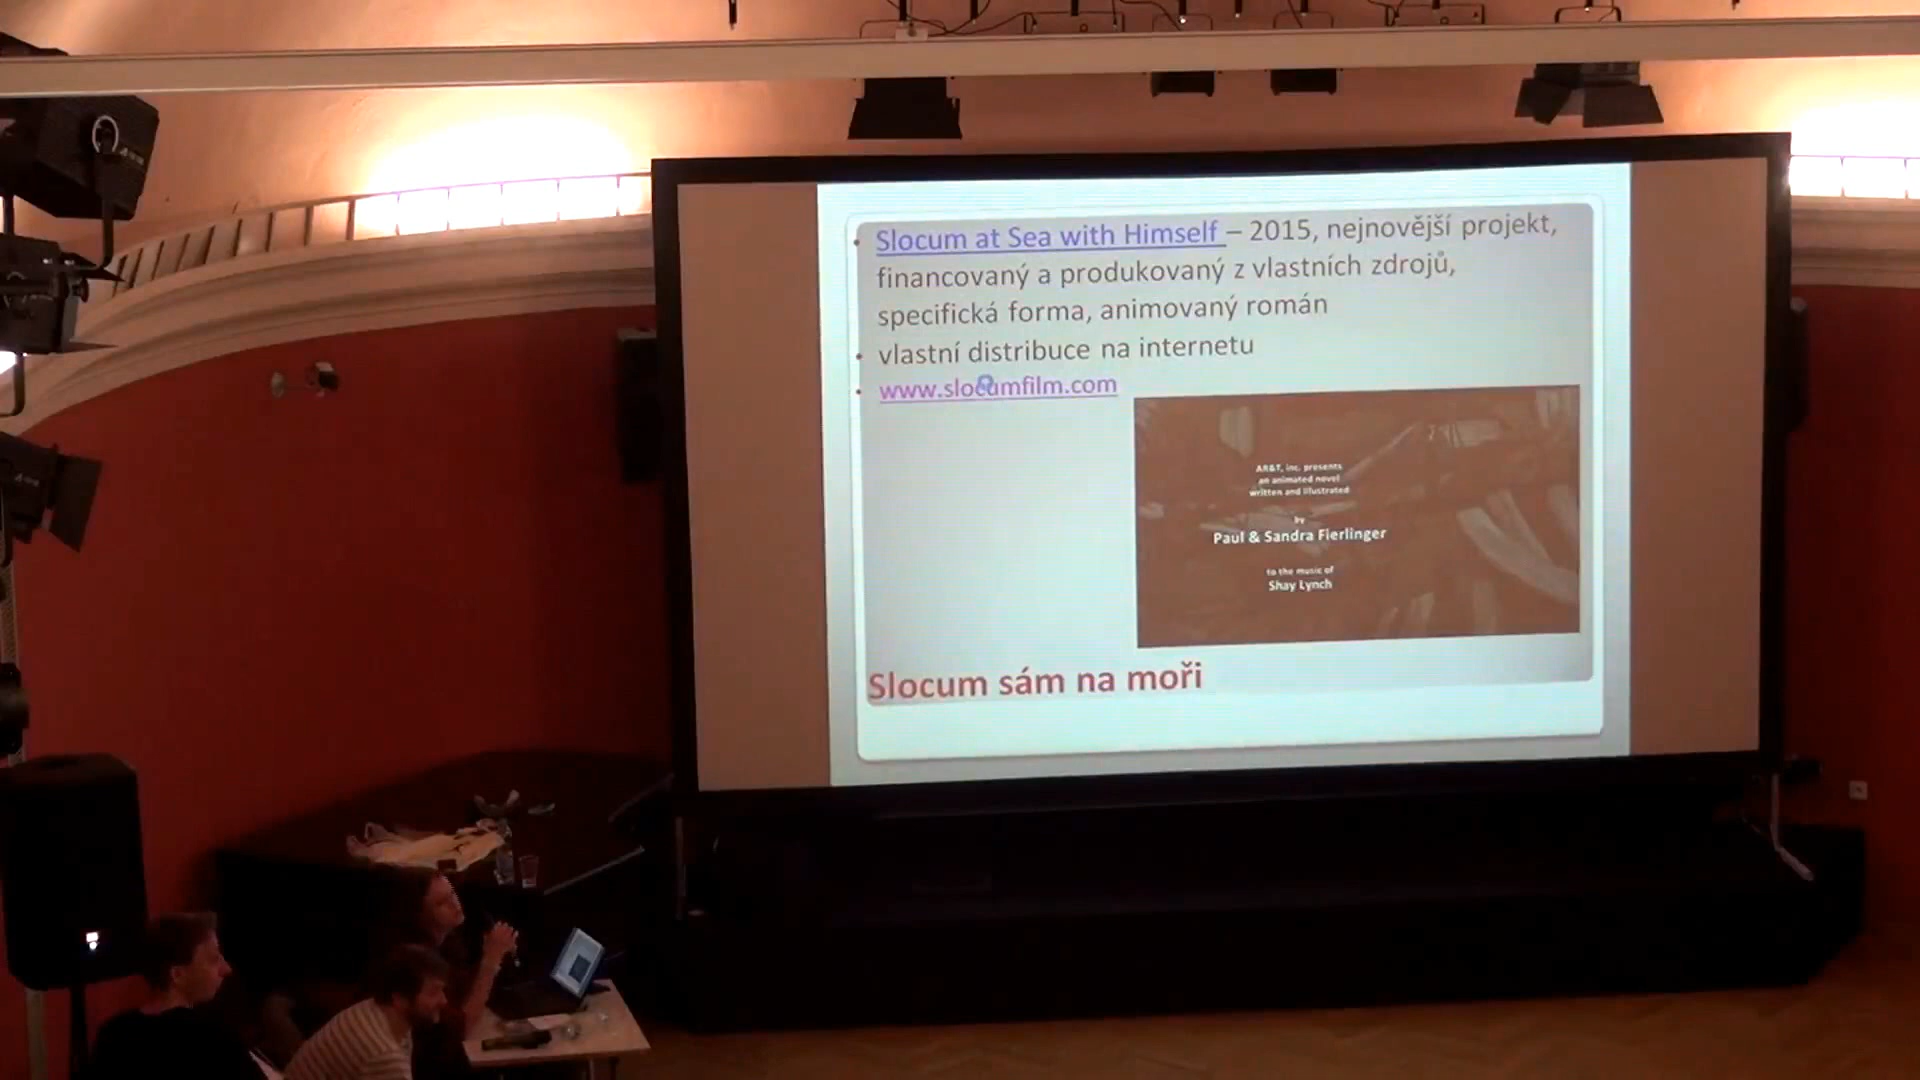 Slocum at Sea with Himself – 2015, nejnovější projekt,
financovaný a produkovaný z vlastních zdrojů,
specifická forma, animovaný román
vlastní distribuce na internetu
www.slocumfilm.com
AR&T, inc. presents
an animated novel
written and illustrated
by
Paul & Sandra Fierlinger
to the music of
Shay Lynch
Slocum sám na moři